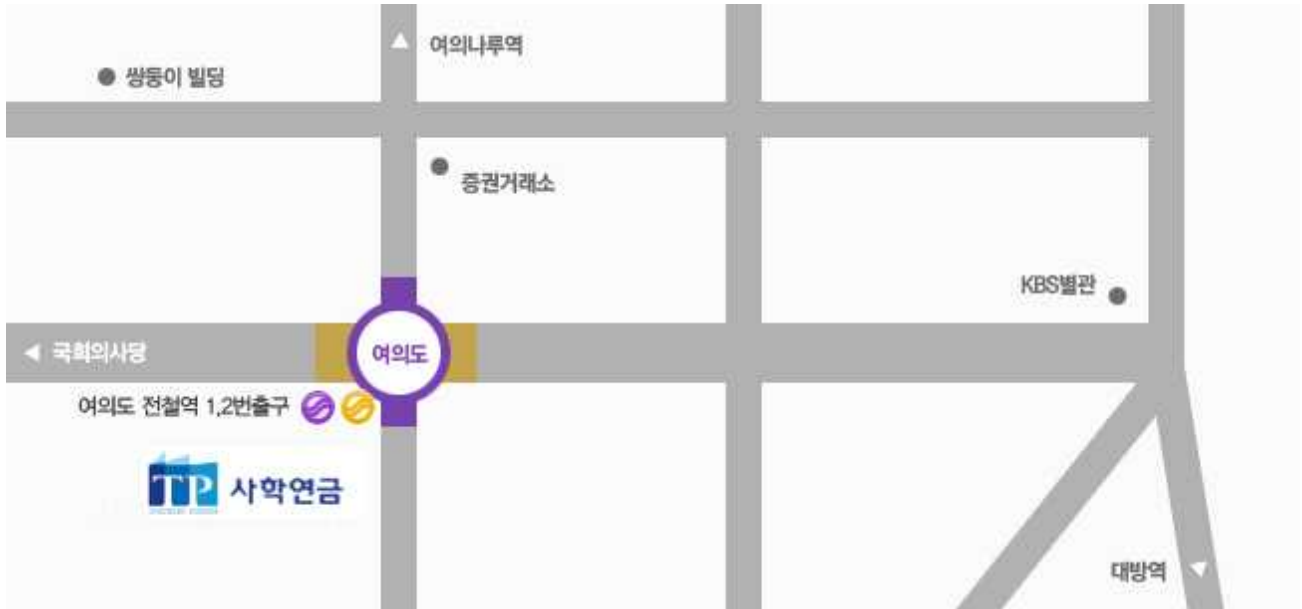 여의나루역
쌍둥이 빌딩
증권거래소
KBS별관
국회의사당
여의도
여의도 전철역 1,2번출구
TP 사학연금
대방역